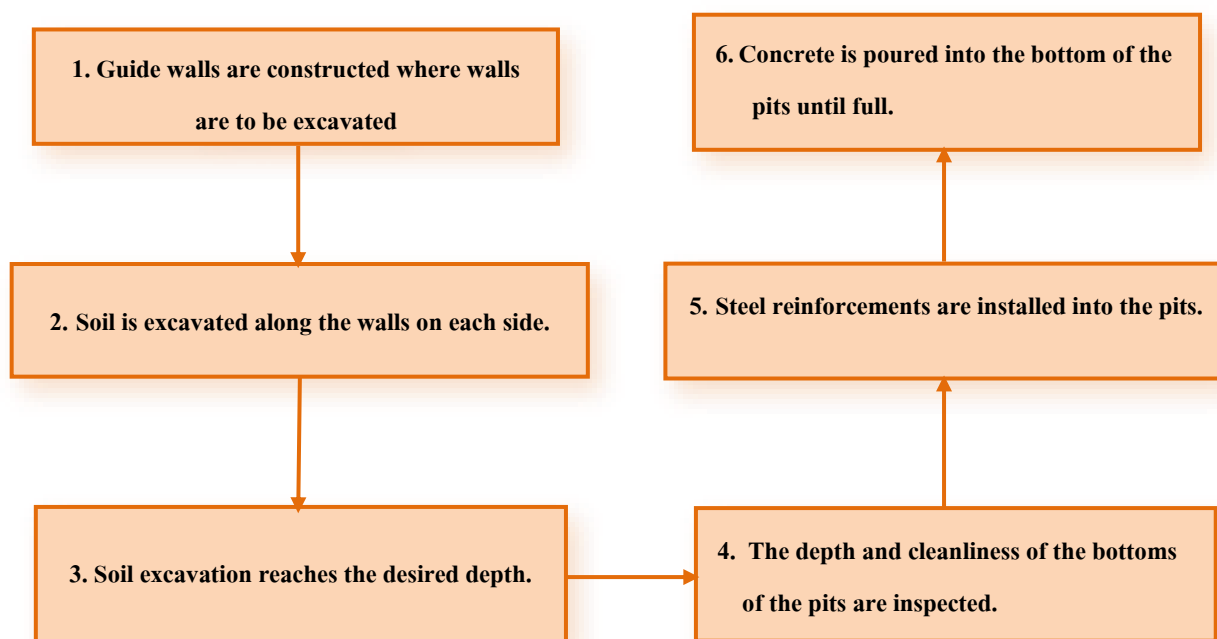 1. Guide walls are constructed where walls
are to be excavated
2. Soil is excavated along the walls on each side.
3. Soil excavation reaches the desired depth.
4. The depth and cleanliness of the bottoms
of the pits are inspected.
5. Steel reinforcements are installed into the pits.
6. Concrete is poured into the bottom of the
pits until full.